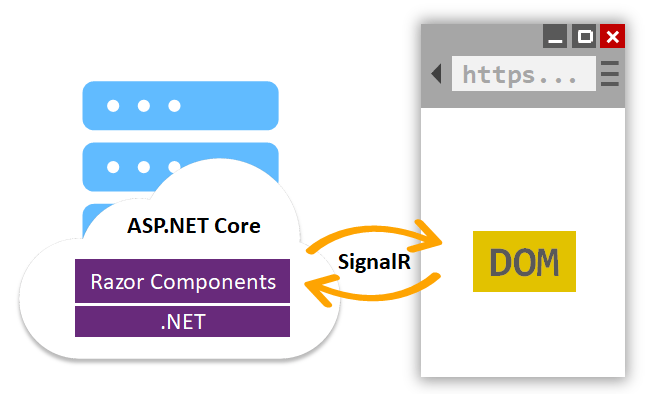 https...
ASP.NET Core
SignalR
DOM
Razor Components
.NET